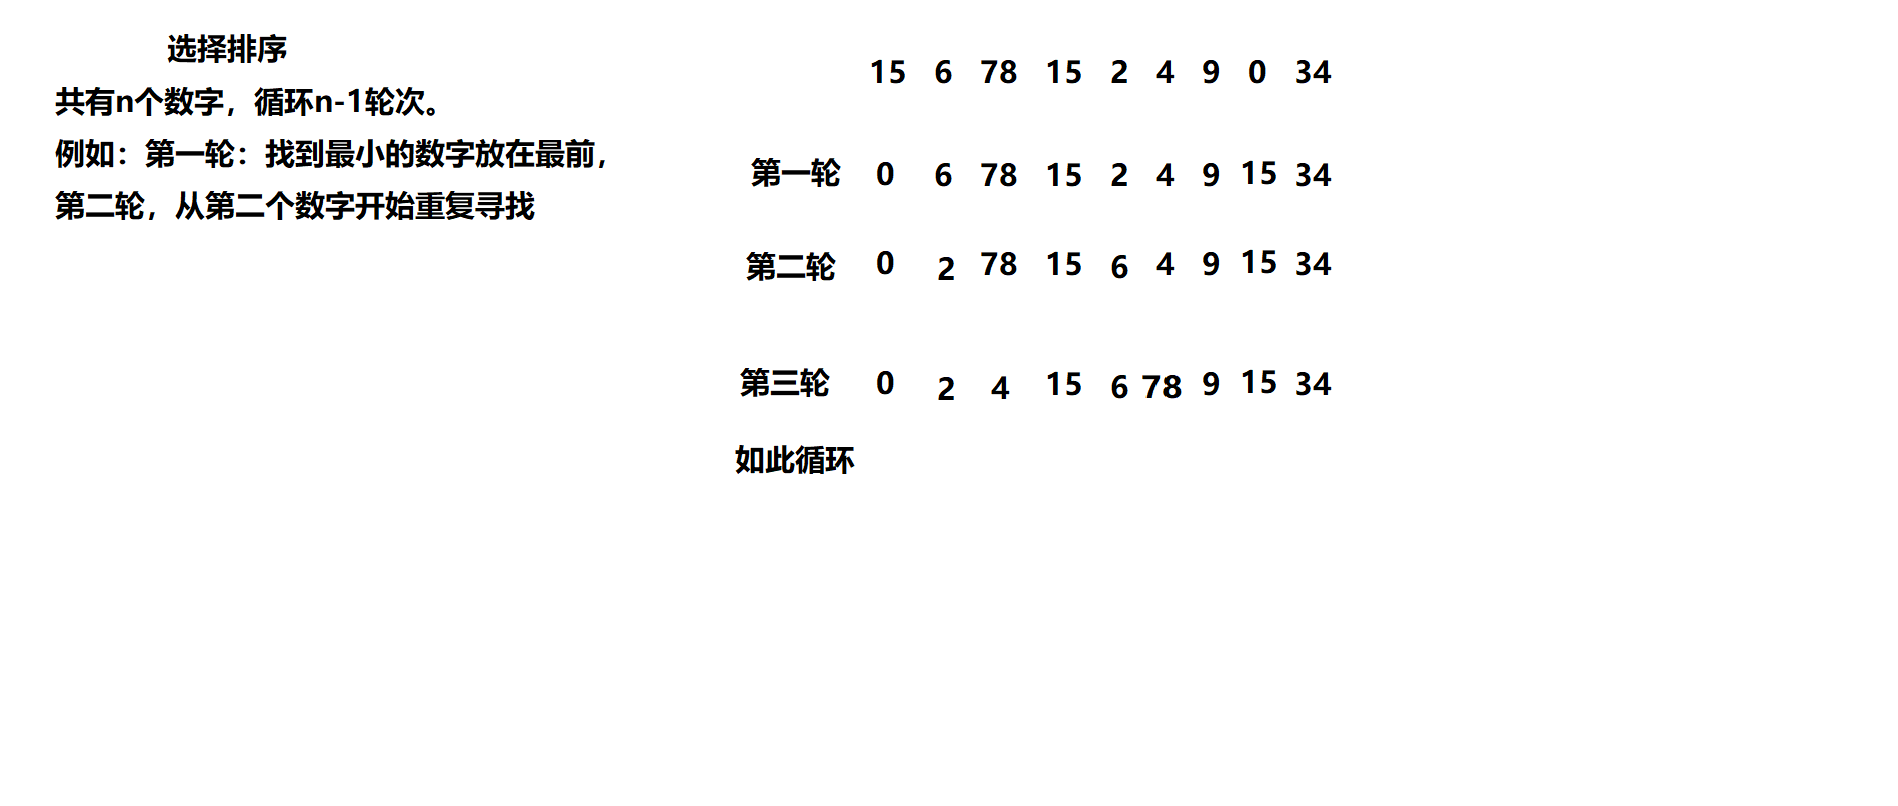 选择排序
共有n个数字，循环n-1轮次。
例如：第一轮：找到最小的数字放在最前，
第二轮，从第二个数字开始重复寻找
15 6 78 15 2 4 9 0 34
第一轮 0 6 78 15 2 4 9 15 34
第二轮 0 2 78 15 6 4 9 15 34
第三轮 0 2 4 15 6 78 9 15 34
如此循环